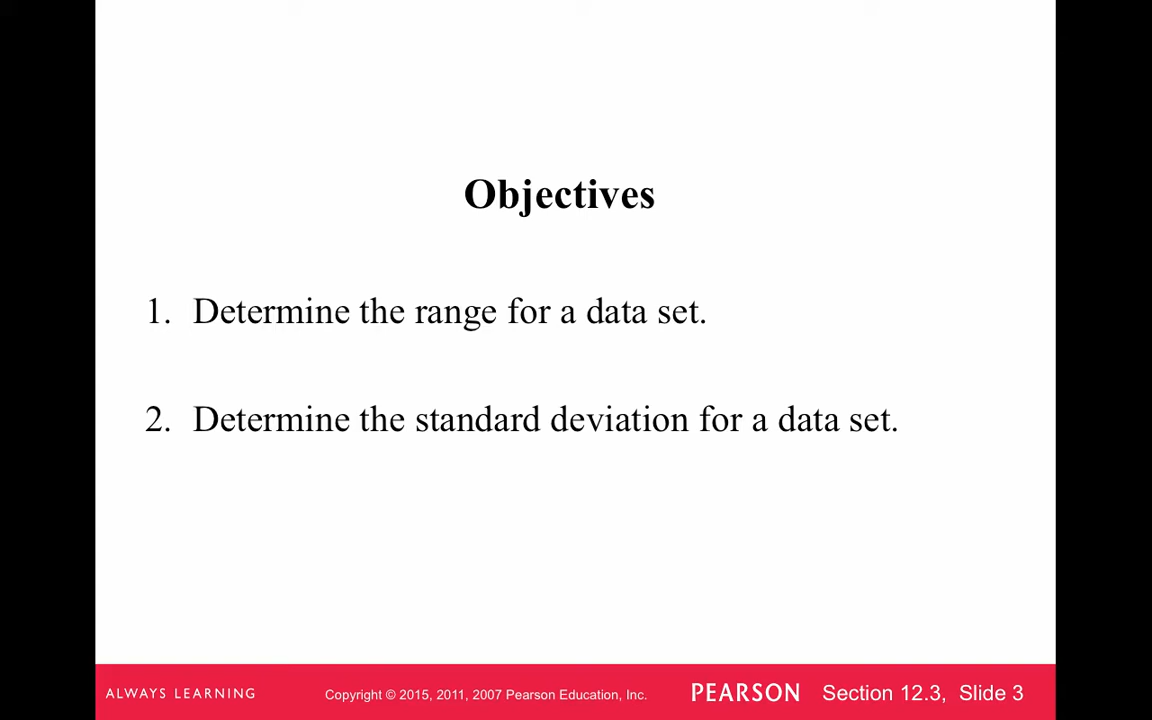 Objectives
1. Determine the range for a data set.
2. Determine the standard deviation for a data set.
ALWAYS LEARNING Copyright © 2015, 2011, 2007 Pearson Education, Inc. PEARSON Section 12.3, Slide 3